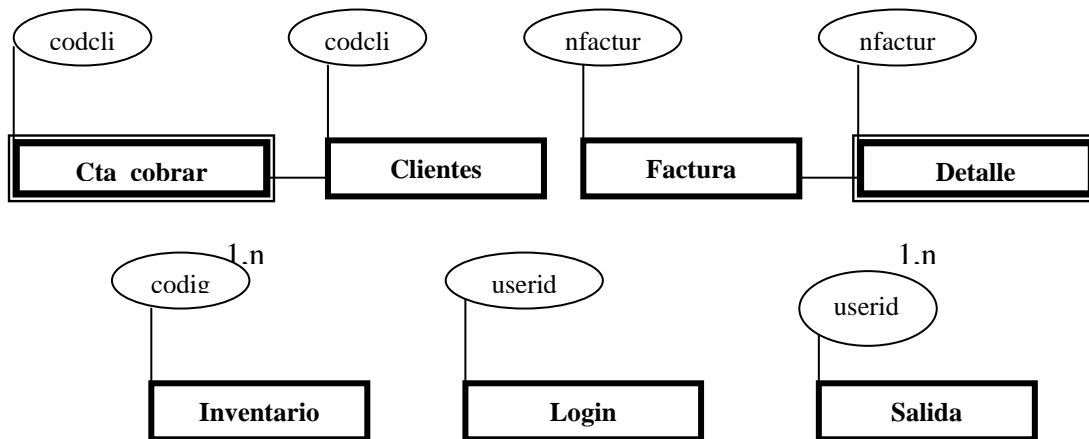 codcli codcli nfactur nfactur
Cta cobrar Clientes Factura Detalle
1,n 1,n
codig userid userid
Inventario Login Salida